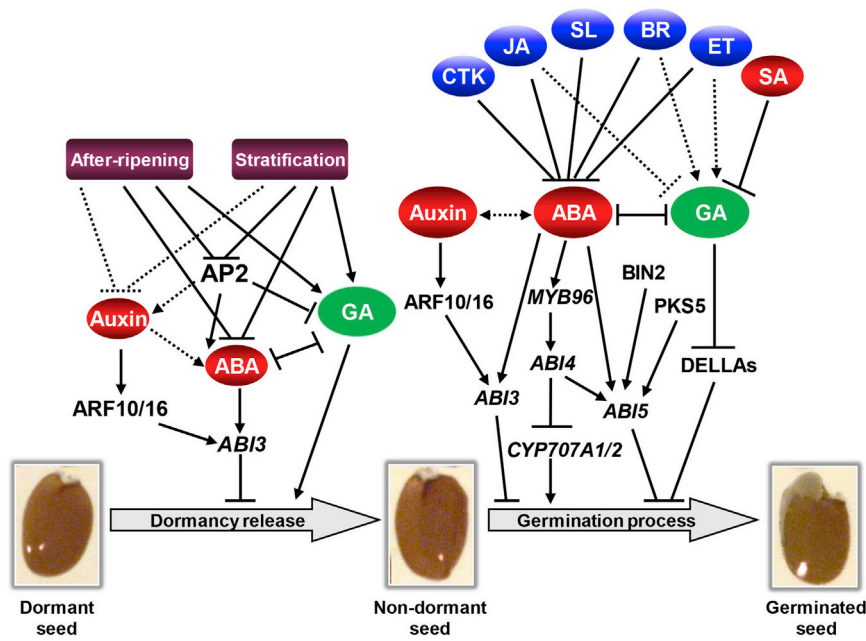 CTK
JA
SL
BR
ET
SA
After-ripening
Stratification
Auxin
ABA
GA
AP2
GA
BIN2
ARF10/16
MYB96
PKS5
Auxin
ABA
ABI4
DELLAs
ABI3
ABI5
ARF10/16
ABI3
CYP707A1/2
Dormancy release
Germination process
Dormant
seed
Non-dormant
seed
Germinated
seed